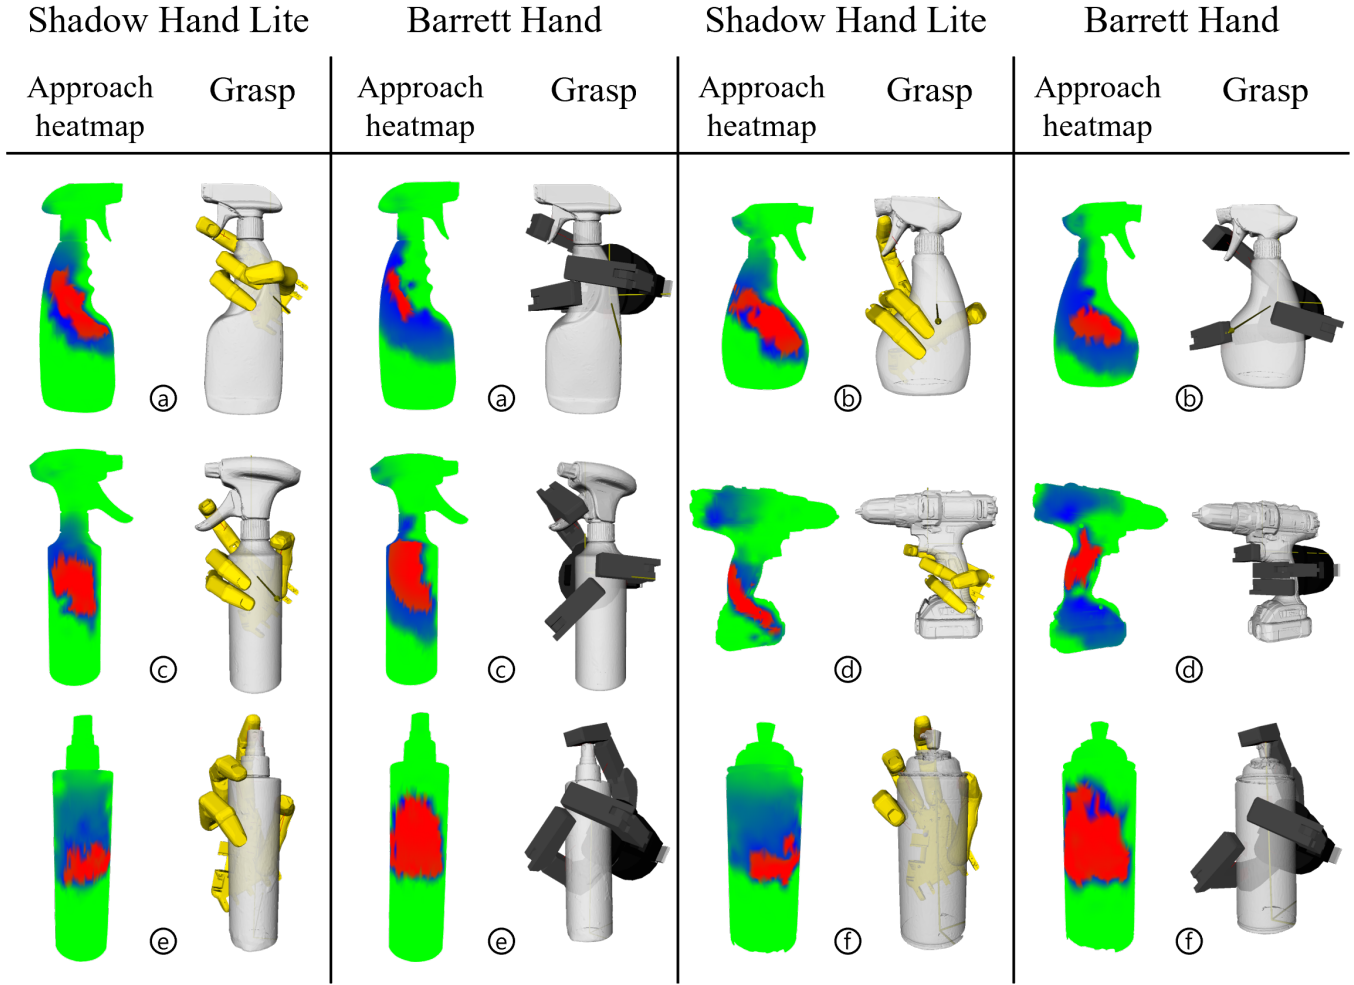 Shadow Hand Lite Barrett Hand Shadow Hand Lite Barrett Hand
Approach heatmap Grasp Approach heatmap Grasp Approach heatmap Grasp Approach heatmap Grasp
ⓐ ⓐ ⓑ ⓑ
ⓒ ⓒ ⓓ ⓓ
ⓔ ⓔ ⓕ ⓕ